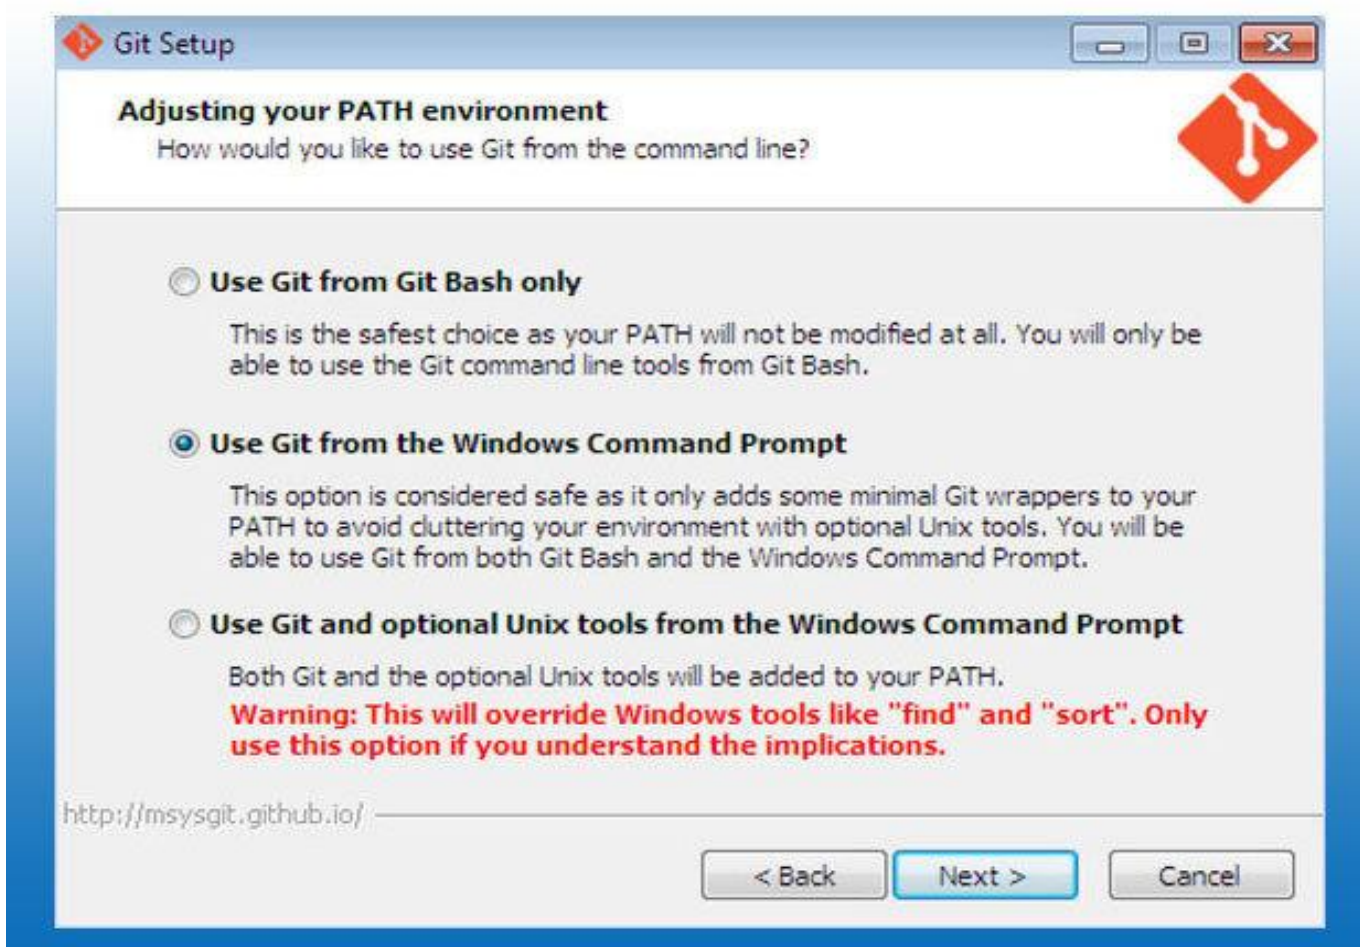 Git Setup
Adjusting your PATH environment
How would you like to use Git from the command line?
Use Git from Git Bash only
This is the safest choice as your PATH will not be modified at all. You will only be
able to use the Git command line tools from Git Bash.
Use Git from the Windows Command Prompt
This option is considered safe as it only adds some minimal Git wrappers to your
PATH to avoid cluttering your environment with optional Unix tools. You will be
able to use Git from both Git Bash and the Windows Command Prompt.
Use Git and optional Unix tools from the Windows Command Prompt
Both Git and the optional Unix tools will be added to your PATH.
Warning: This will override Windows tools like "find" and "sort". Only
use this option if you understand the implications.
http://msysgit.github.io/
< Back Next > Cancel